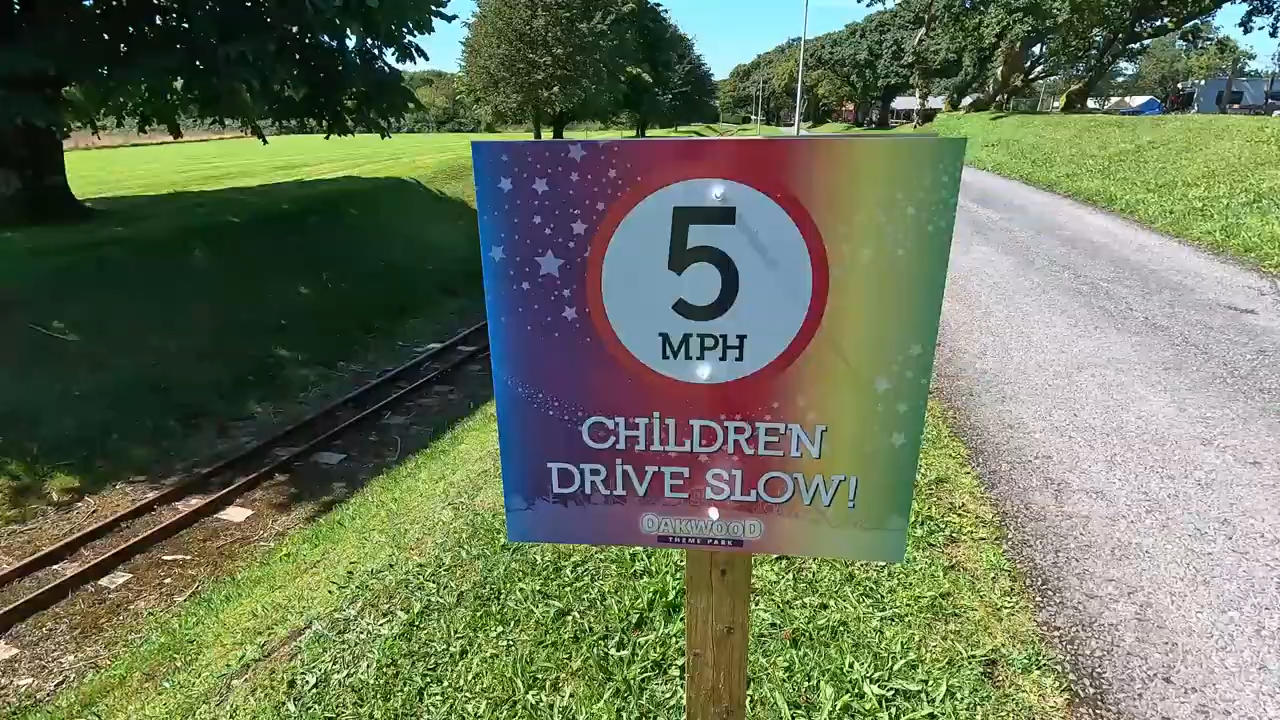 5
MPH
CHiLDREN
DRiVE SLOW!
OAKWOOD
THEME PARK